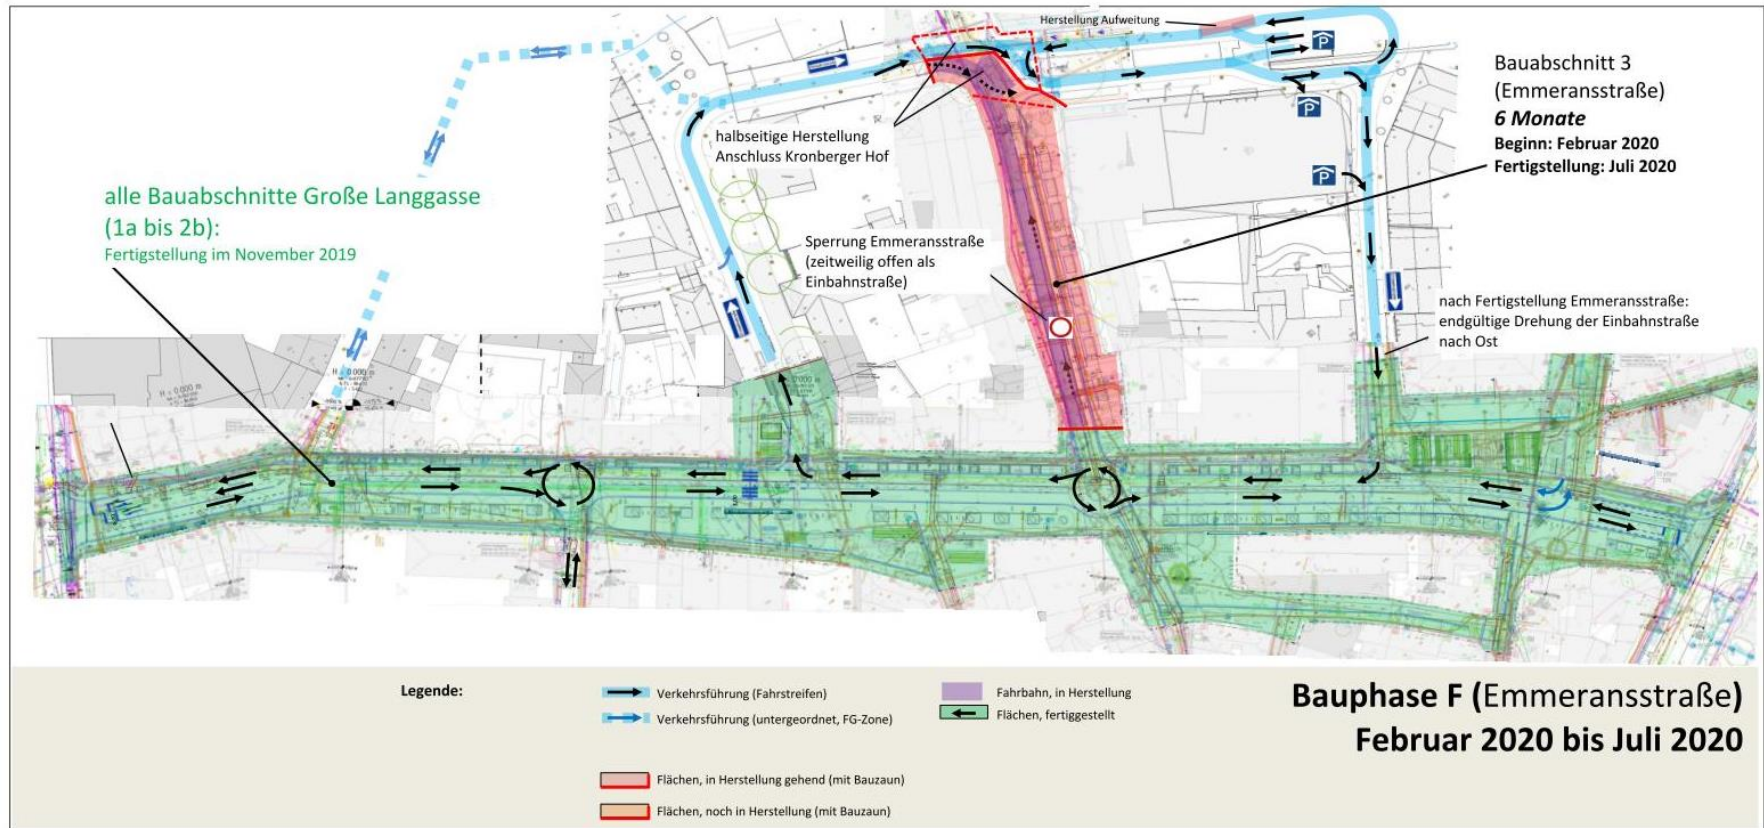 Herstellung Aufweitung
P
P
P
Bauabschnitt 3
(Emmeransstraße)
6 Monate
Beginn: Februar 2020
Fertigstellung: Juli 2020
halbseitige Herstellung
Anschluss Kronberger Hof
alle Bauabschnitte Große Langgasse
(1a bis 2b):
Fertigstellung im November 2019
Sperrung Emmeransstraße
(zeitweilig offen als
Einbahnstraße)
nach Fertigstellung Emmeransstraße:
endgültige Drehung der Einbahnstraße
nach Ost
Legende:
Verkehrsführung (Fahrstreifen)
Verkehrsführung (untergeordnet, FG-Zone)
Fahrbahn, in Herstellung
Flächen, fertiggestellt
Flächen, in Herstellung gehend (mit Bauzaun)
Flächen, noch in Herstellung (mit Bauzaun)
Bauphase F (Emmeransstraße)
Februar 2020 bis Juli 2020